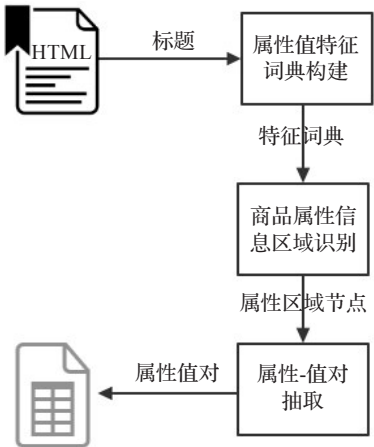 HTML
标题
属性值特征
词典构建
特征词典
商品属性信
息区域识别
属性区域节点
属性值对
属性-值对
抽取